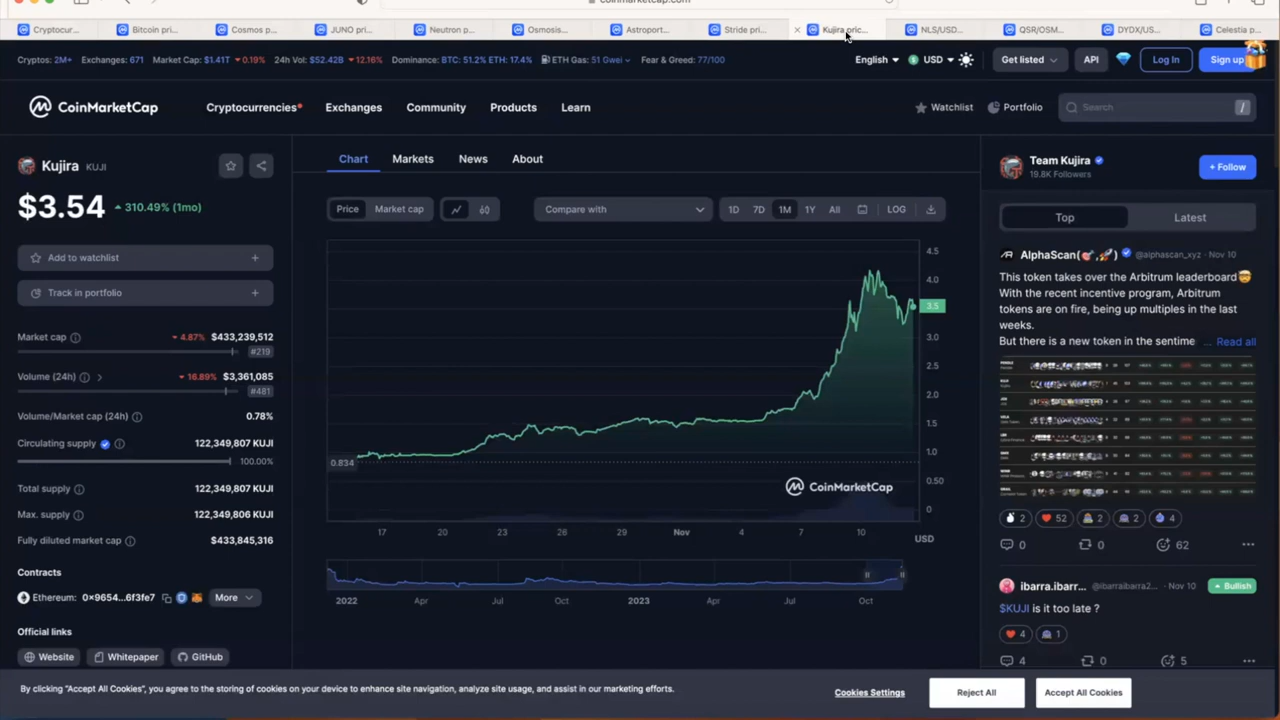 coinmarketcap.com
Cryptocur... Bitcoin pri... Cosmos p... JUNO pri... Neutron p... Osmosis... Astroport... Stride pri... Kujira pric... NLS/USD... QSR/OSM... DYDX/US... Celestia p...
Cryptos: 2M+ Exchanges: 671 Market Cap: $1.41T 0.19% 24h Vol: $52.42B 12.16% Dominance: BTC: 51.2% ETH: 17.4% ETH Gas: 51 Gwei Fear & Greed: 77/100 English USD Get listed API Log In Sign up
CoinMarketCap Cryptocurrencies Exchanges Community Products Learn Watchlist Portfolio Search /
Kujira KUJI
$3.54 310.49% (1mo)
Add to watchlist +
Track in portfolio +
Market cap 4.87% $433,239,512
#219
Volume (24h) 16.89% $3,361,085
#481
Volume/Market cap (24h) 0.78%
Circulating supply 122,349,807 KUJI
100.00%
Total supply 122,349,807 KUJI
Max. supply 122,349,806 KUJI
Fully diluted market cap $433,845,316
Contracts
Ethereum: 0x9654...6f3fe7 More
Official links
Website Whitepaper GitHub
Chart Markets News About
Price Market cap Compare with 1D 7D 1M 1Y All LOG
4.5
4.0
3.5
3.0
2.5
2.0
1.5
1.0
0.834
0.50
0
CoinMarketCap
17 20 23 26 29 Nov 4 7 10 USD
2022 Apr Jul Oct 2023 Apr Jul Oct
Team Kujira
19.8K Followers
+ Follow
Top Latest
AlphaScan @alphascan_xyz · Nov 10
This token takes over the Arbitrum leaderboard
With the recent incentive program, Arbitrum
tokens are on fire, being up multiples in the last
weeks.
But there is a new token in the sentime ... Read all
2 52 2 2 4
0 0 62
ibarra.ibarr... @ibarraibarra2... · Nov 10 Bullish
$KUJI is it too late ?
4 1
4 0 5
By clicking “Accept All Cookies”, you agree to the storing of cookies on your device to enhance site navigation, analyze site usage, and assist in our marketing efforts.
Cookies Settings Reject All Accept All Cookies